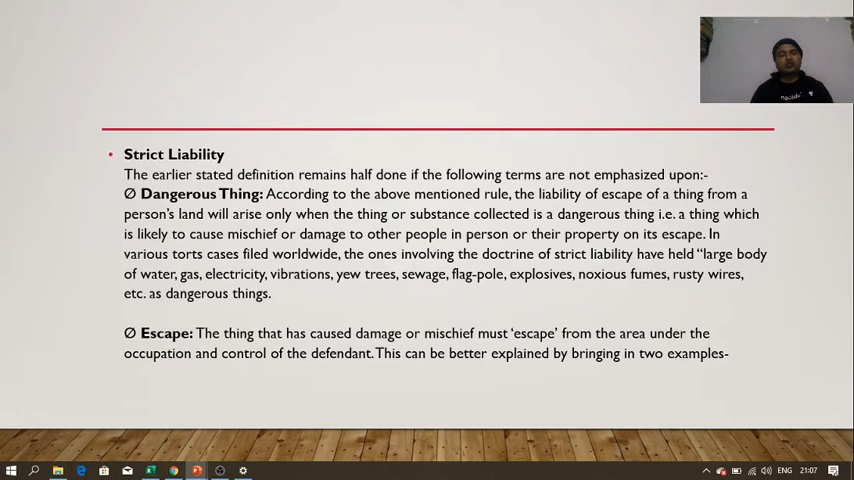 • Strict Liability
The earlier stated definition remains half done if the following terms are not emphasized upon:-
Ø Dangerous Thing: According to the above mentioned rule, the liability of escape of a thing from a
person's land will arise only when the thing or substance collected is a dangerous thing i.e. a thing which
is likely to cause mischief or damage to other people in person or their property on its escape. In
various torts cases filed worldwide, the ones involving the doctrine of strict liability have held “large body
of water, gas, electricity, vibrations, yew trees, sewage, flag-pole, explosives, noxious fumes, rusty wires,
etc. as dangerous things.
Ø Escape: The thing that has caused damage or mischief must ‘escape’ from the area under the
occupation and control of the defendant. This can be better explained by bringing in two examples-
ENG
21:07